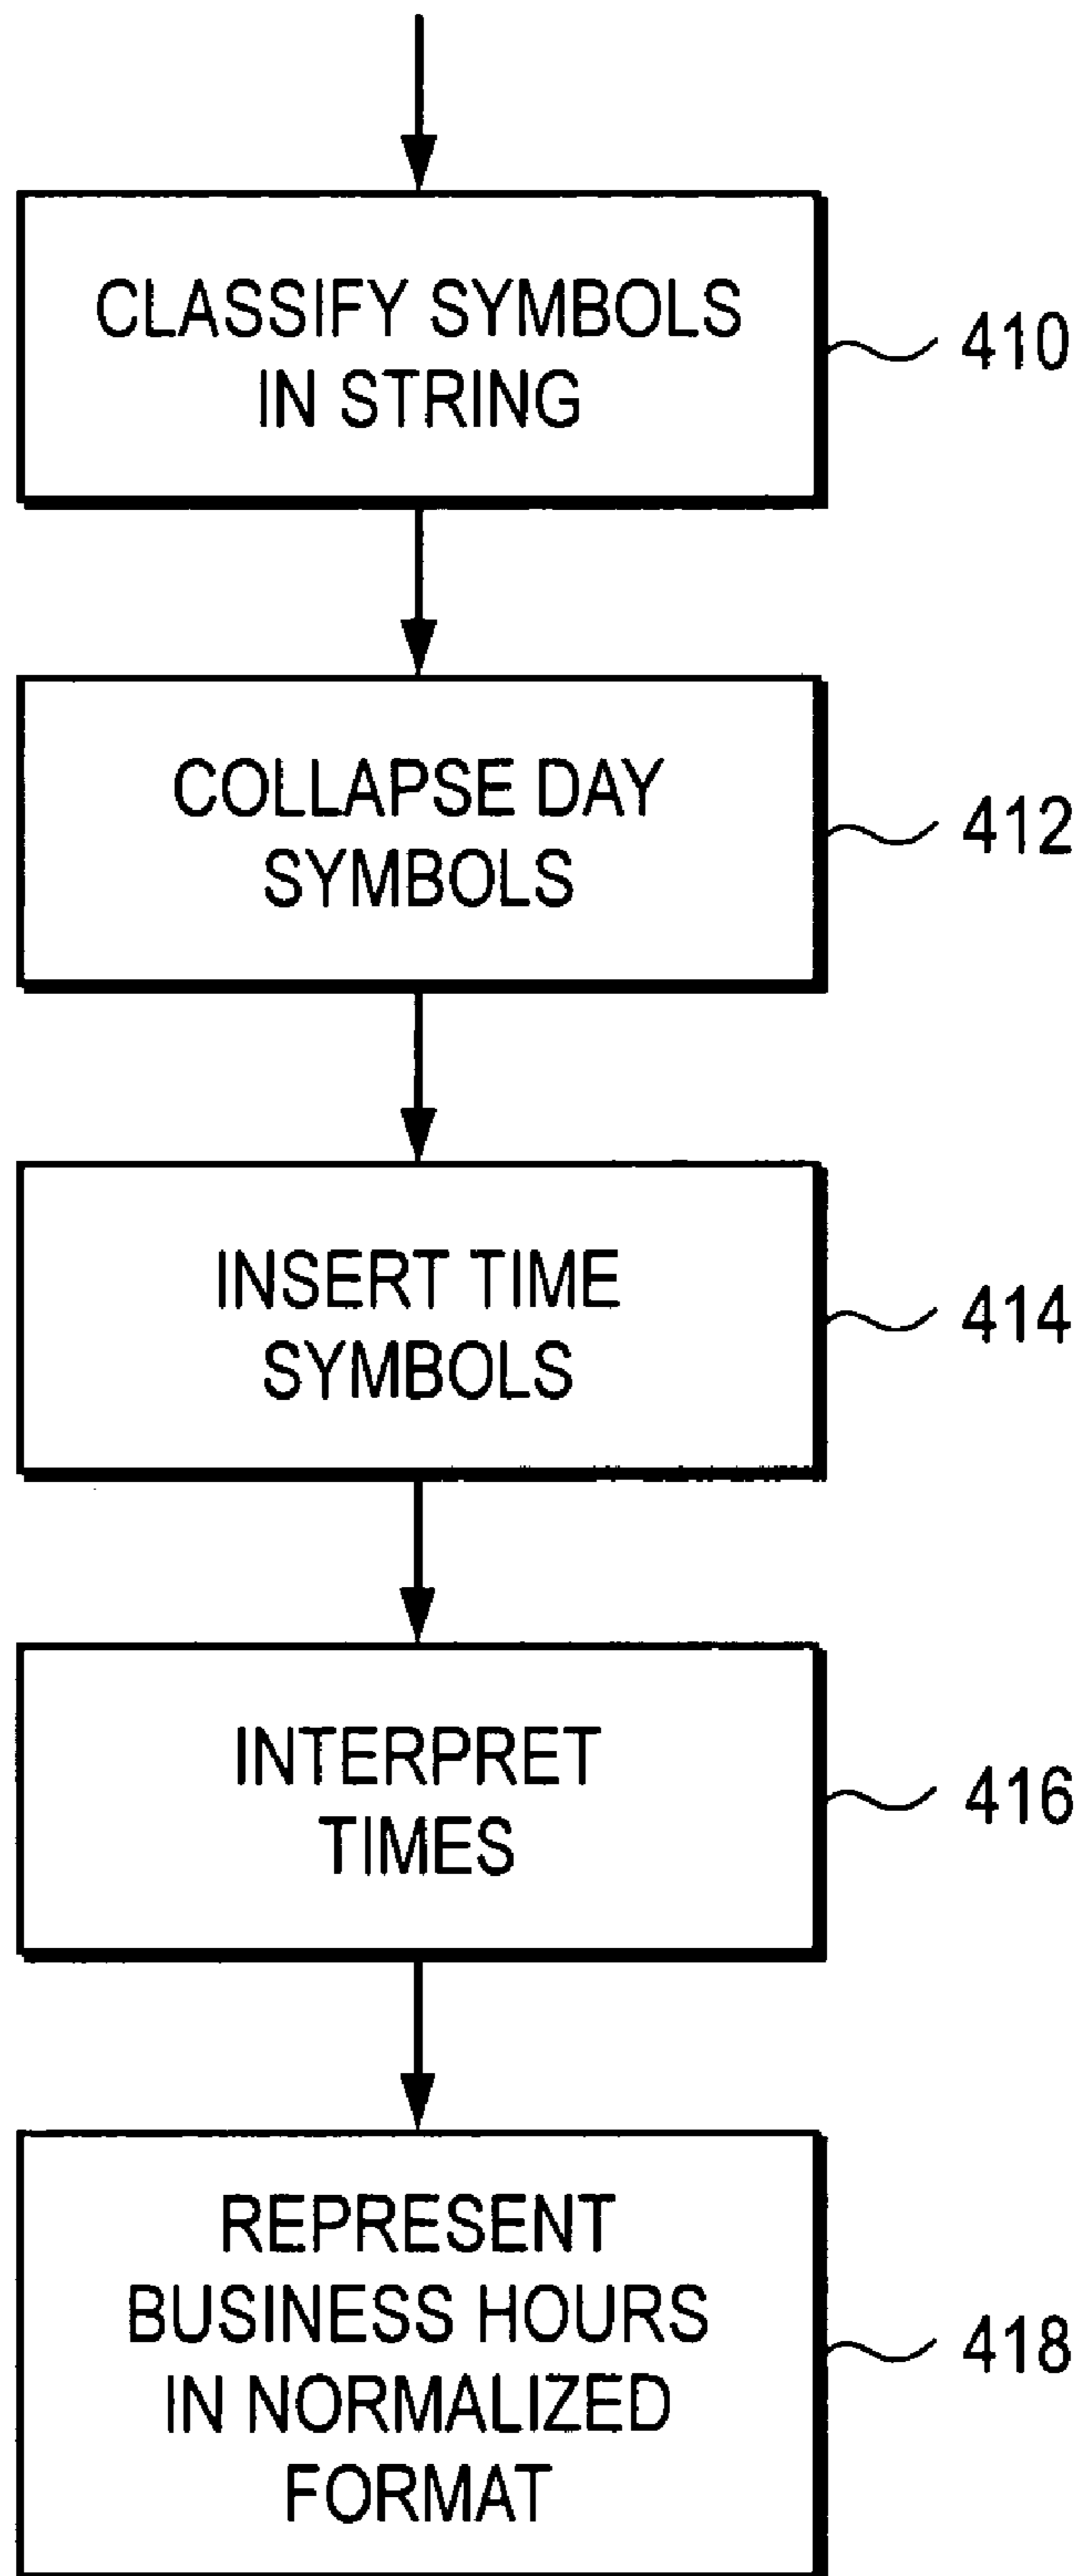 CLASSIFY SYMBOLS
IN STRING
410
COLLAPSE DAY
SYMBOLS
412
INSERT TIME
SYMBOLS
414
INTERPRET
TIMES
416
REPRESENT
BUSINESS HOURS
IN NORMALIZED
FORMAT
418